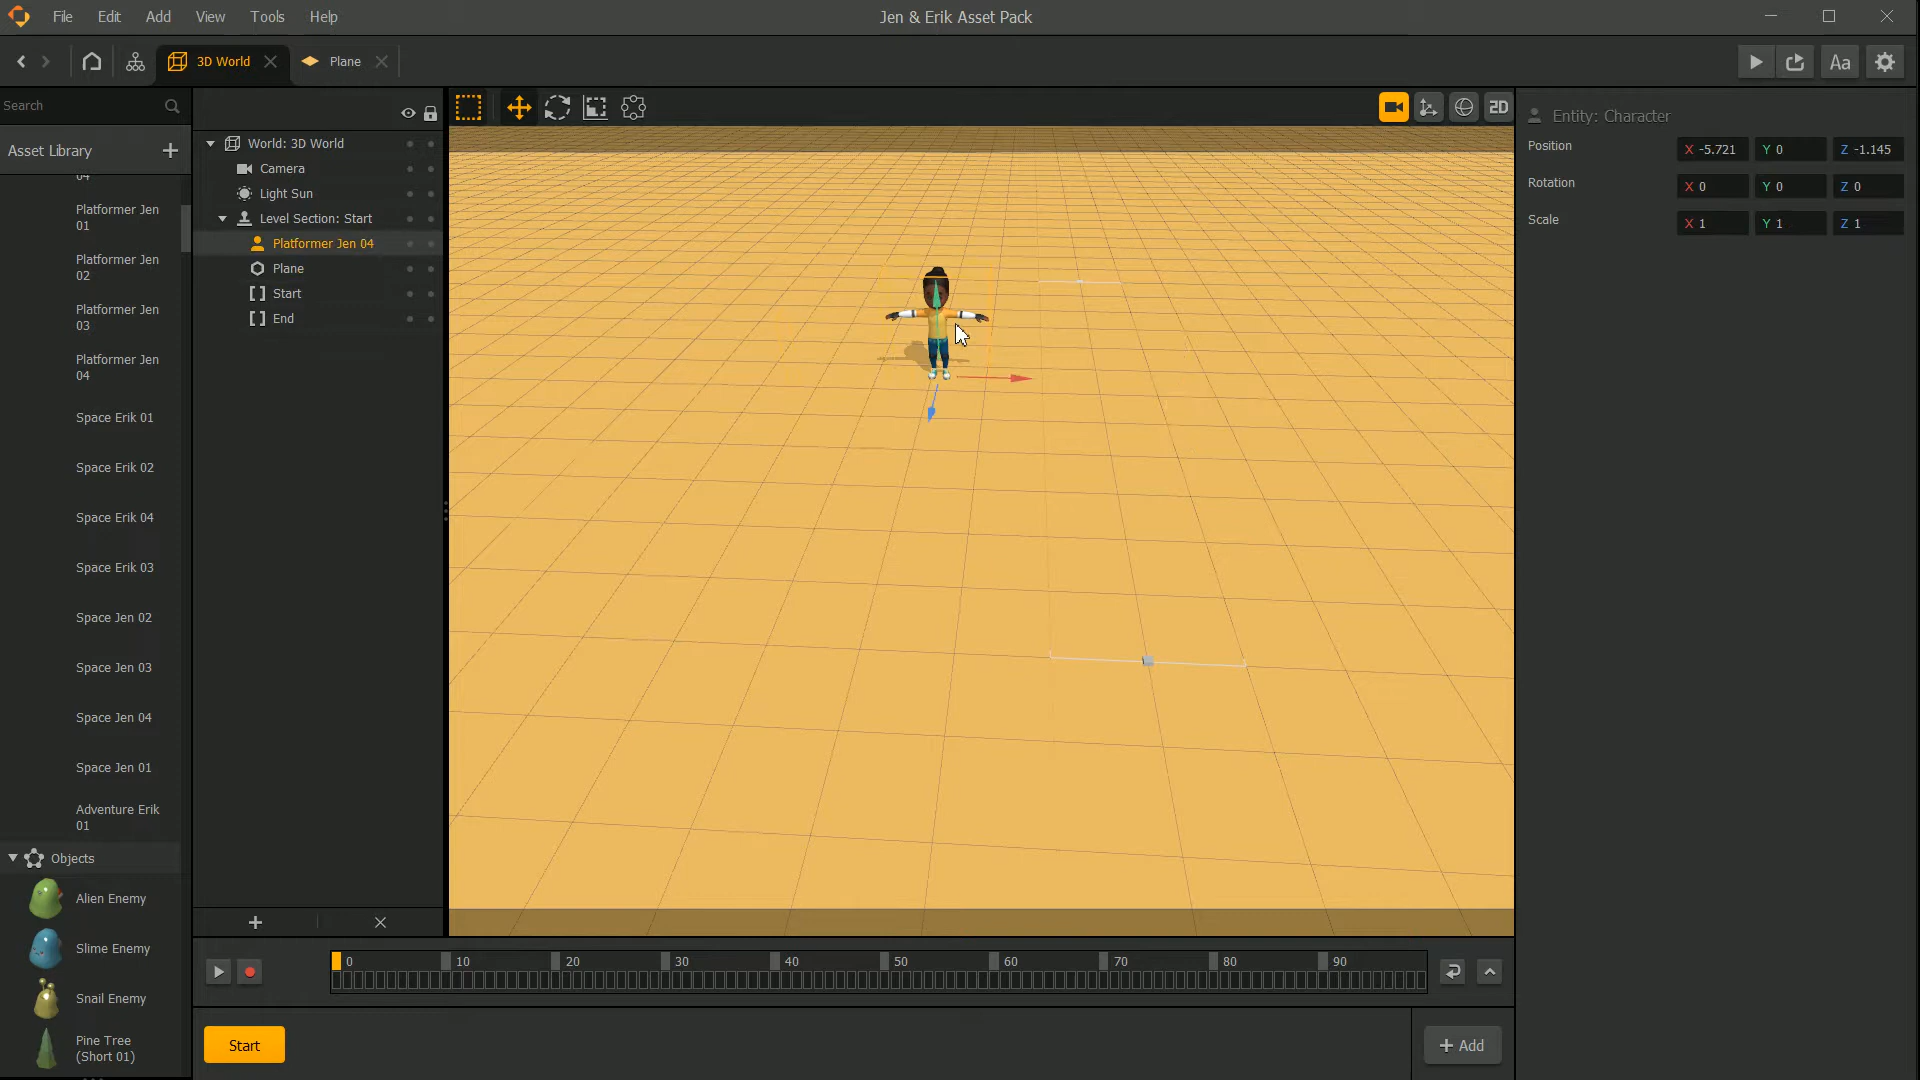 File Edit Add View Tools Help
Jen & Erik Asset Pack
3D World
Plane
Aa
Search
Asset Library
04
Platformer Jen
01
Platformer Jen
02
Platformer Jen
03
Platformer Jen
04
Space Erik 01
Space Erik 02
Space Erik 04
Space Erik 03
Space Jen 02
Space Jen 03
Space Jen 04
Space Jen 01
Adventure Erik
01
Objects
Alien Enemy
Slime Enemy
Snail Enemy
Pine Tree
(Short 01)
World: 3D World
Camera
Light Sun
Level Section: Start
Platformer Jen 04
Plane
Start
End
2D
Entity: Character
Position X -5.721 Y 0 Z -1.145
Rotation X 0 Y 0 Z 0
Scale X 1 Y 1 Z 1
0 10 20 30 40 50 60 70 80 90
Start
+ Add